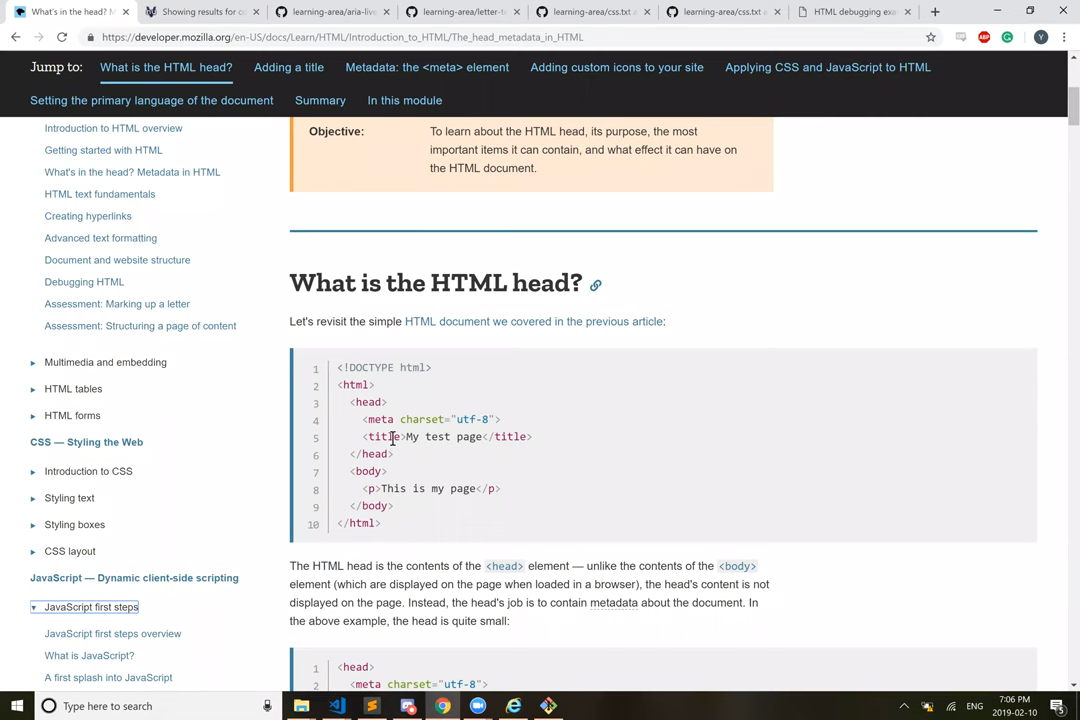 What's in the head? M
Showing results for co
learning-area/aria-live
learning-area/letter-te
learning-area/css.txt a
learning-area/css.txt a
HTML debugging exa
https://developer.mozilla.org/en-US/docs/Learn/HTML/Introduction_to_HTML/The_head_metadata_in_HTML
ABP
G
Y
Jump to: What is the HTML head? Adding a title Metadata: the <meta> element Adding custom icons to your site Applying CSS and JavaScript to HTML
Setting the primary language of the document Summary In this module
Introduction to HTML overview
Getting started with HTML
What's in the head? Metadata in HTML
HTML text fundamentals
Creating hyperlinks
Advanced text formatting
Document and website structure
Debugging HTML
Assessment: Marking up a letter
Assessment: Structuring a page of content
Multimedia and embedding
HTML tables
HTML forms
CSS — Styling the Web
Introduction to CSS
Styling text
Styling boxes
CSS layout
JavaScript — Dynamic client-side scripting
JavaScript first steps
JavaScript first steps overview
What is JavaScript?
A first splash into JavaScript
Objective: To learn about the HTML head, its purpose, the most
important items it can contain, and what effect it can have on
the HTML document.
What is the HTML head?
Let's revisit the simple HTML document we covered in the previous article:
1 <!DOCTYPE html>
2 <html>
3 <head>
4 <meta charset="utf-8">
5 <title>My test page</title>
6 </head>
7 <body>
8 <p>This is my page</p>
9 </body>
10 </html>
The HTML head is the contents of the <head> element — unlike the contents of the <body>
element (which are displayed on the page when loaded in a browser), the head's content is not
displayed on the page. Instead, the head's job is to contain metadata about the document. In
the above example, the head is quite small:
1 <head>
2 <meta charset="utf-8">
Type here to search
ENG
7:06 PM
2019-02-10
5